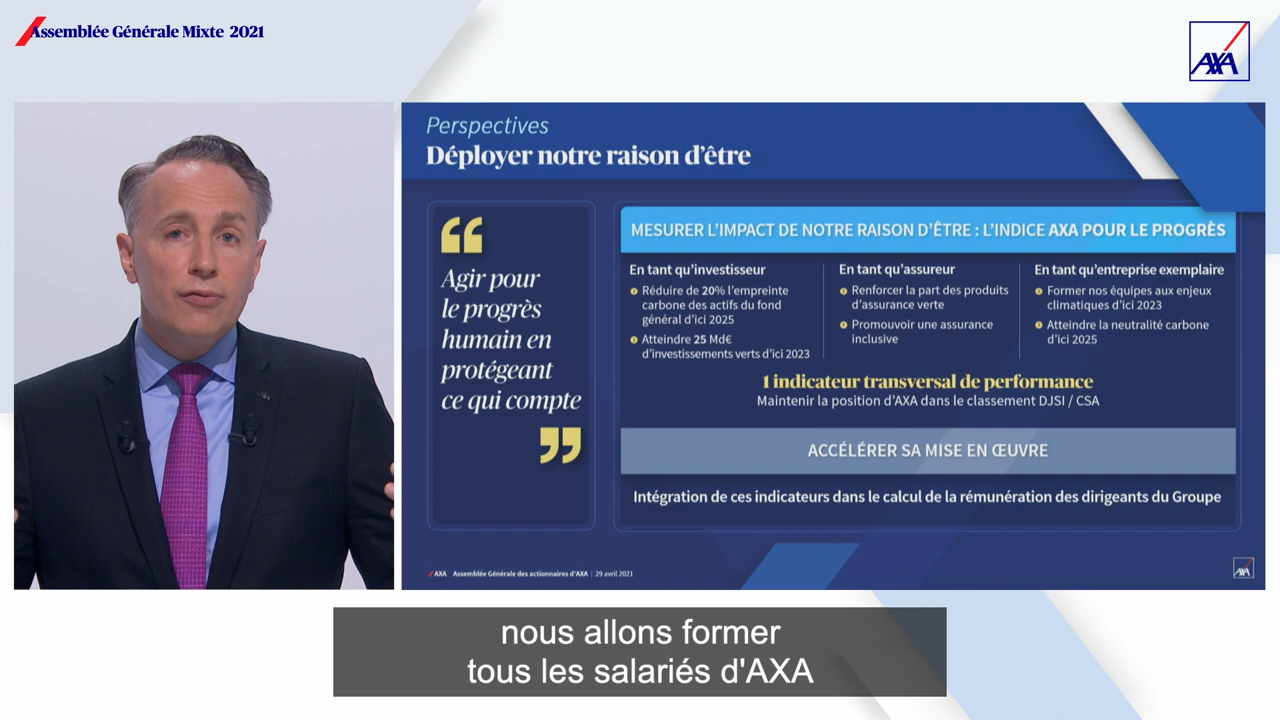 Assemblée Générale Mixte 2021
AXA
Perspectives
Déployer notre raison d'être
“
Agir pour
le progrès
humain en
protégeant
ce qui compte
”
MESURER L'IMPACT DE NOTRE RAISON D'ÊTRE : L'INDICE AXA POUR LE PROGRÈS
En tant qu'investisseur
Réduire de 20% l'empreinte
carbone des actifs du fond
général d'ici 2025
Atteindre 25 Md€
d'investissements verts d'ici 2023
En tant qu'assureur
Renforcer la part des produits
d'assurance verte
Promouvoir une assurance
inclusive
En tant qu'entreprise exemplaire
Former nos équipes aux enjeux
climatiques d'ici 2023
Atteindre la neutralité carbone
d'ici 2025
1 indicateur transversal de performance
Maintenir la position d'AXA dans le classement DJSI / CSA
ACCÉLÉRER SA MISE EN ŒUVRE
Intégration de ces indicateurs dans le calcul de la rémunération des dirigeants du Groupe
AXA Assemblée Générale des actionnaires d'AXA | 29 avril 2021
AXA
nous allons former
tous les salariés d'AXA